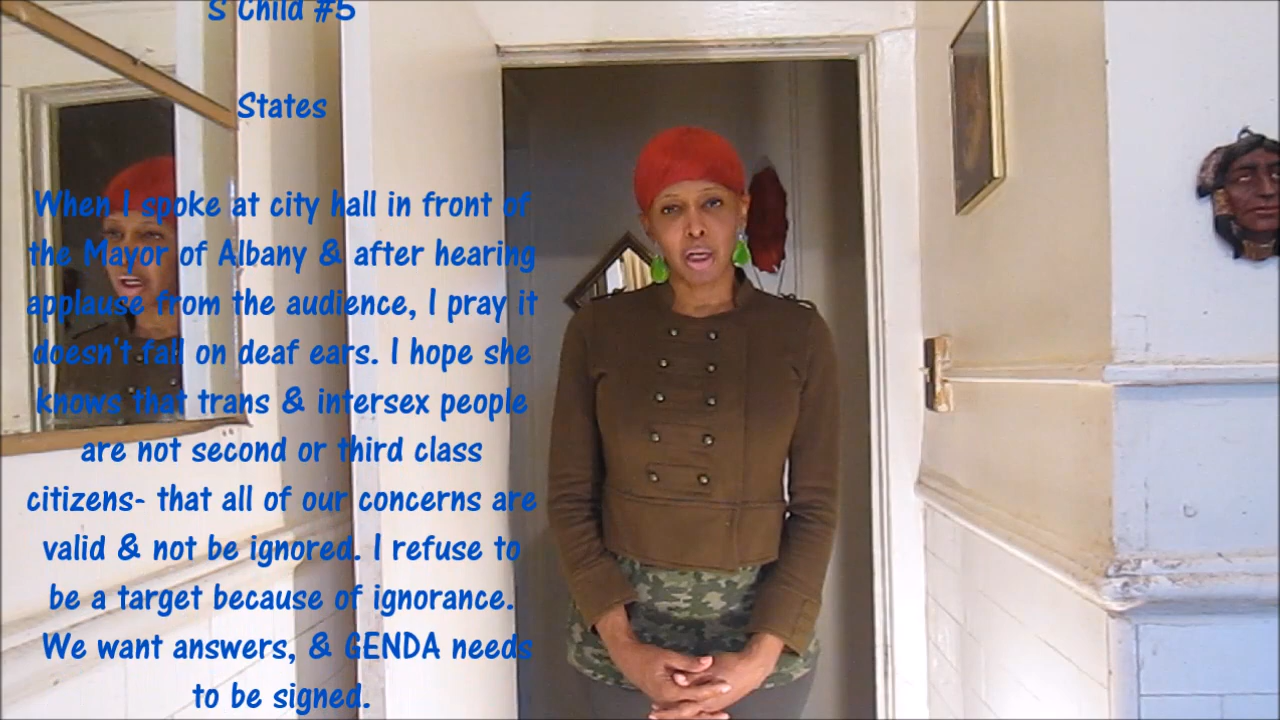 s Child #5
States
When I spoke at city hall in front of
the Mayor of Albany & after hearing
applause from the audience, I pray it
doesn't fall on deaf ears. I hope she
knows that trans & intersex people
are not second or third class
citizens- that all of our concerns are
valid & not be ignored. I refuse to
be a target because of ignorance.
We want answers, & GENDA needs
to be signed.